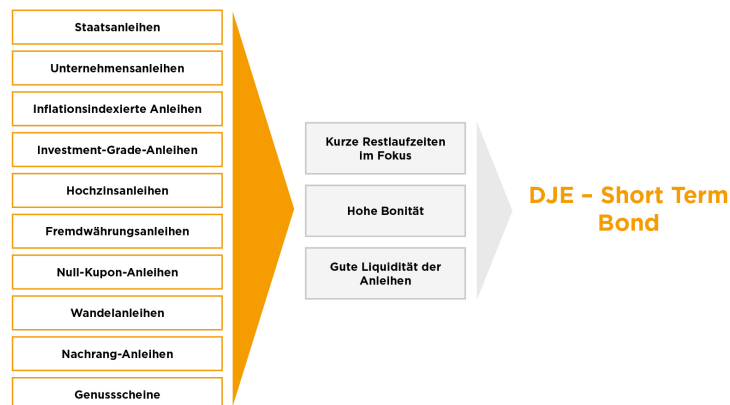 Staatsanleihen
Unternehmensanleihen
Inflationsindexierte Anleihen
Investment-Grade-Anleihen
Hochzinsanleihen
Fremdwährungsanleihen
Null-Kupon-Anleihen
Wandelanleihen
Nachrang-Anleihen
Genussscheine
Kurze Restlaufzeiten
im Fokus
Hohe Bonität
Gute Liquidität der
Anleihen
DJE – Short Term
Bond